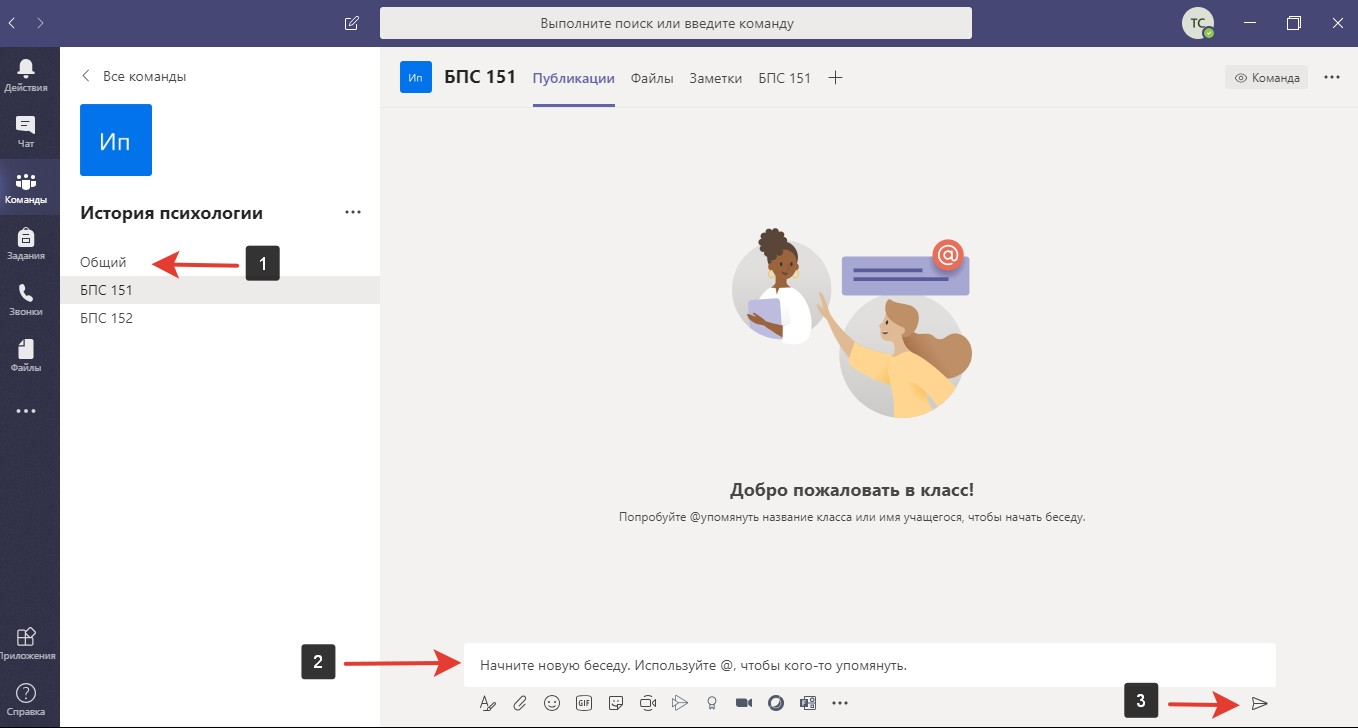 Выполните поиск или введите команду
ТС
Действия
Чат
Команды
Задания
Звонки
Файлы
Приложения
Справка
Все команды
Ип
История психологии
Общий
1
БПС 151
БПС 152
Ип
БПС 151
Публикации
Файлы
Заметки
БПС 151
Команда
@
Добро пожаловать в класс!
Попробуйте @упомянуть название класса или имя учащегося, чтобы начать беседу.
2
Начните новую беседу. Используйте @, чтобы кого-то упомянуть.
GIF
3